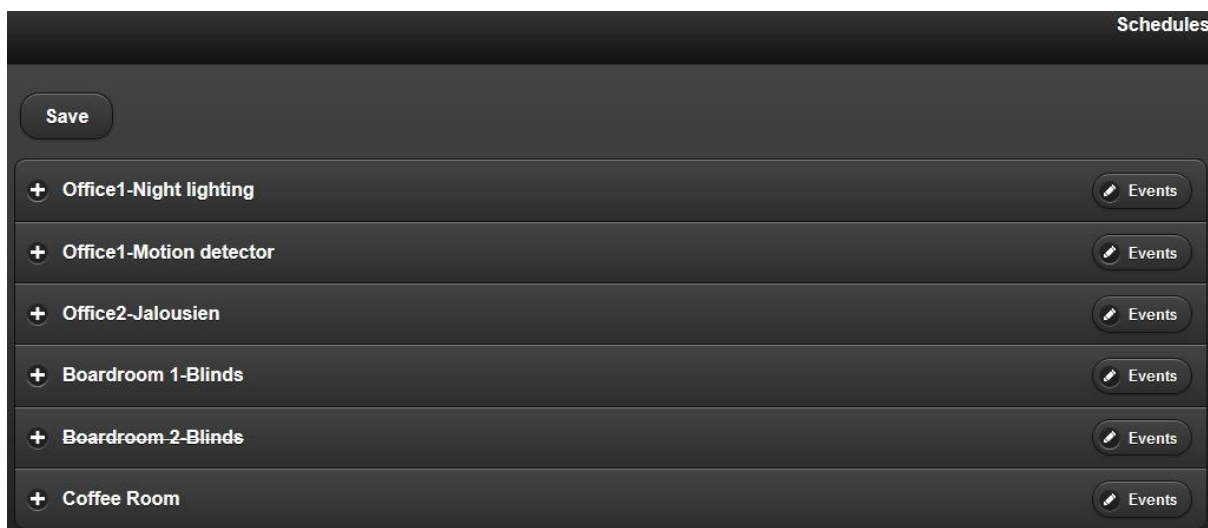 Schedules
Save
Office1-Night lighting Events
Office1-Motion detector Events
Office2-Jalousien Events
Boardroom 1-Blinds Events
Boardroom 2-Blinds Events
Coffee Room Events